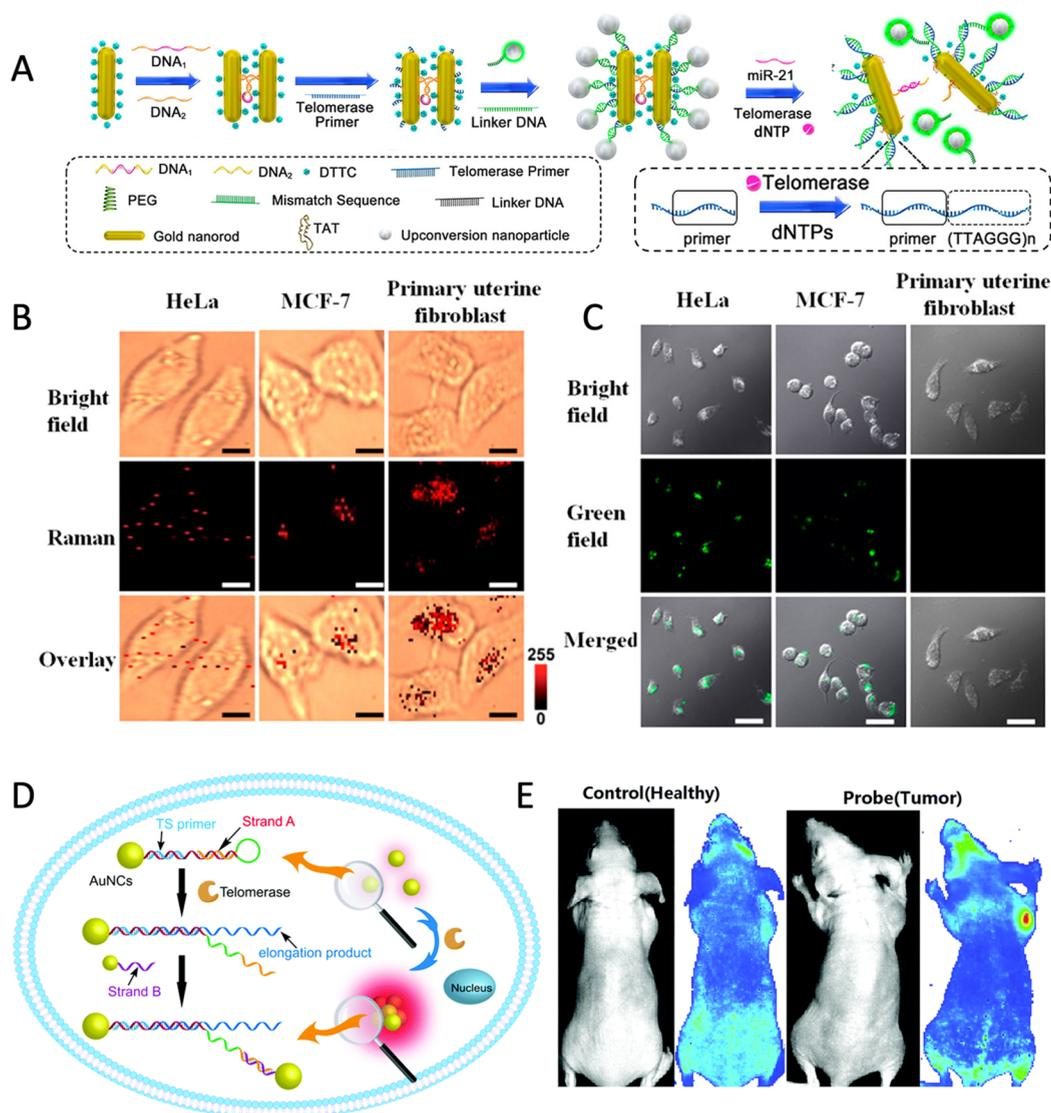 A
DNA₁
DNA₂
Telomerase
Primer
Linker DNA
miR-21
Telomerase
dNTP
DNA₁
DNA₂
DTTC
Telomerase Primer
PEG
Mismatch Sequence
Linker DNA
Gold nanorod
TAT
Upconversion nanoparticle
Telomerase
dNTPs
primer
primer
(TTAGGG)n
B
HeLa
MCF-7
Primary uterine
fibroblast
Bright
field
Raman
Overlay
255
0
C
HeLa
MCF-7
Primary uterine
fibroblast
Bright
field
Green
field
Merged
D
TS primer
Strand A
AuNCs
Telomerase
elongation product
Strand B
Nucleus
E
Control(Healthy)
Probe(Tumor)